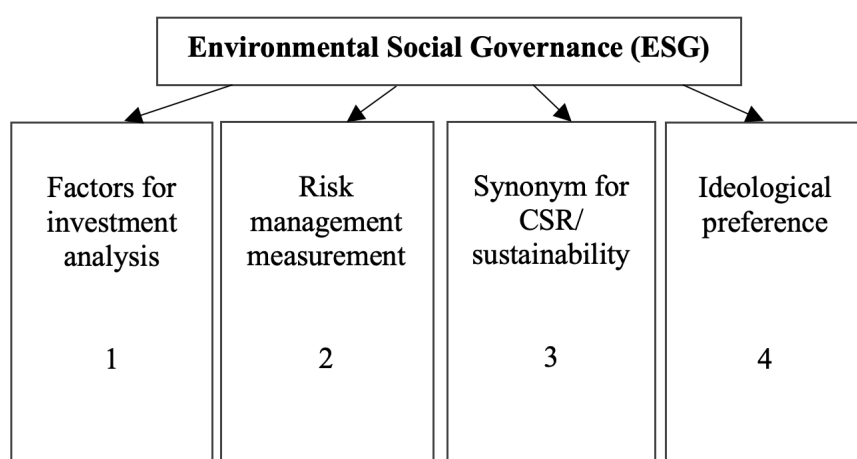 Environmental Social Governance (ESG)
Factors for
investment
analysis
1
Risk
management
measurement
2
Synonym for
CSR/
sustainability
3
Ideological
preference
4